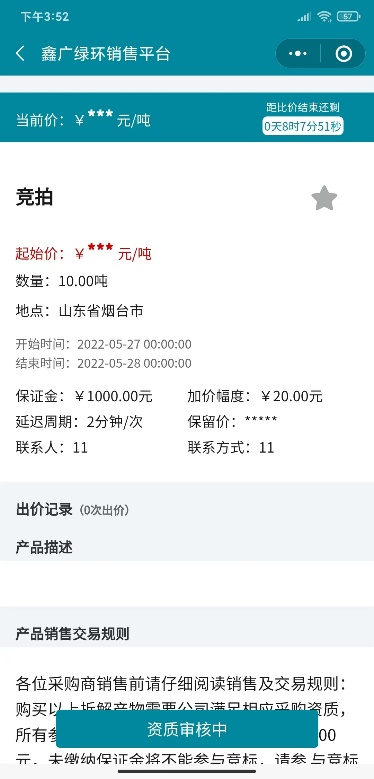 下午3:52
57
鑫广绿环销售平台
当前价：￥*** 元/吨
距比价结束还剩
0天8时7分51秒
竞拍
起始价：￥*** 元/吨
数量：10.00吨
地点：山东省烟台市
开始时间：2022-05-27 00:00:00
结束时间：2022-05-28 00:00:00
保证金：￥1000.00元
加价幅度：￥20.00元
延迟周期：2分钟/次
保留价：*****
联系人：11
联系方式：11
出价记录（0次出价）
产品描述
产品销售交易规则
各位采购商销售前请仔细阅读销售及交易规则：
购买以上拆解产物需要公司满足相应采购资质，
所有参
资质审核中
00
元，未缴纳保证金将不能参与竞标，请参与竞标